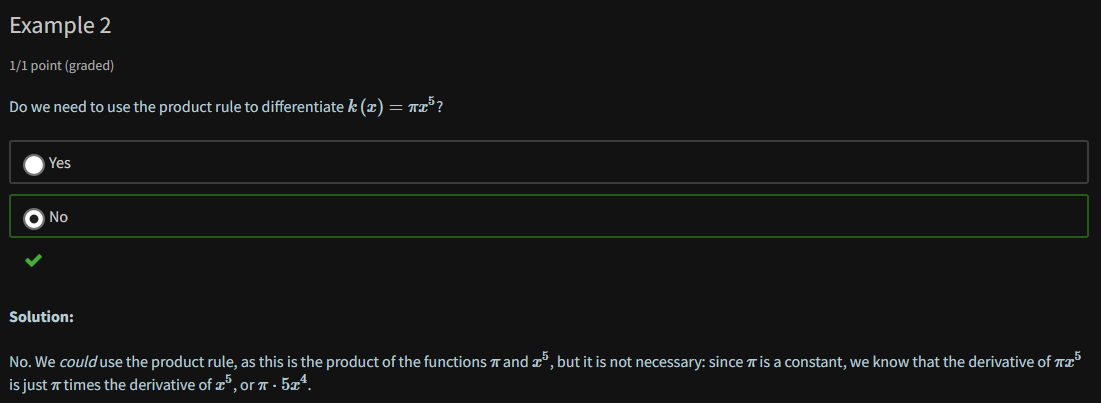 Example 2
1/1 point (graded)
Do we need to use the product rule to differentiate k(x) = πx⁵?
Yes
No
Solution:
No. We could use the product rule, as this is the product of the functions π and x⁵, but it is not necessary: since π is a constant, we know that the derivative of πx⁵
is just π times the derivative of x⁵, or π · 5x⁴.